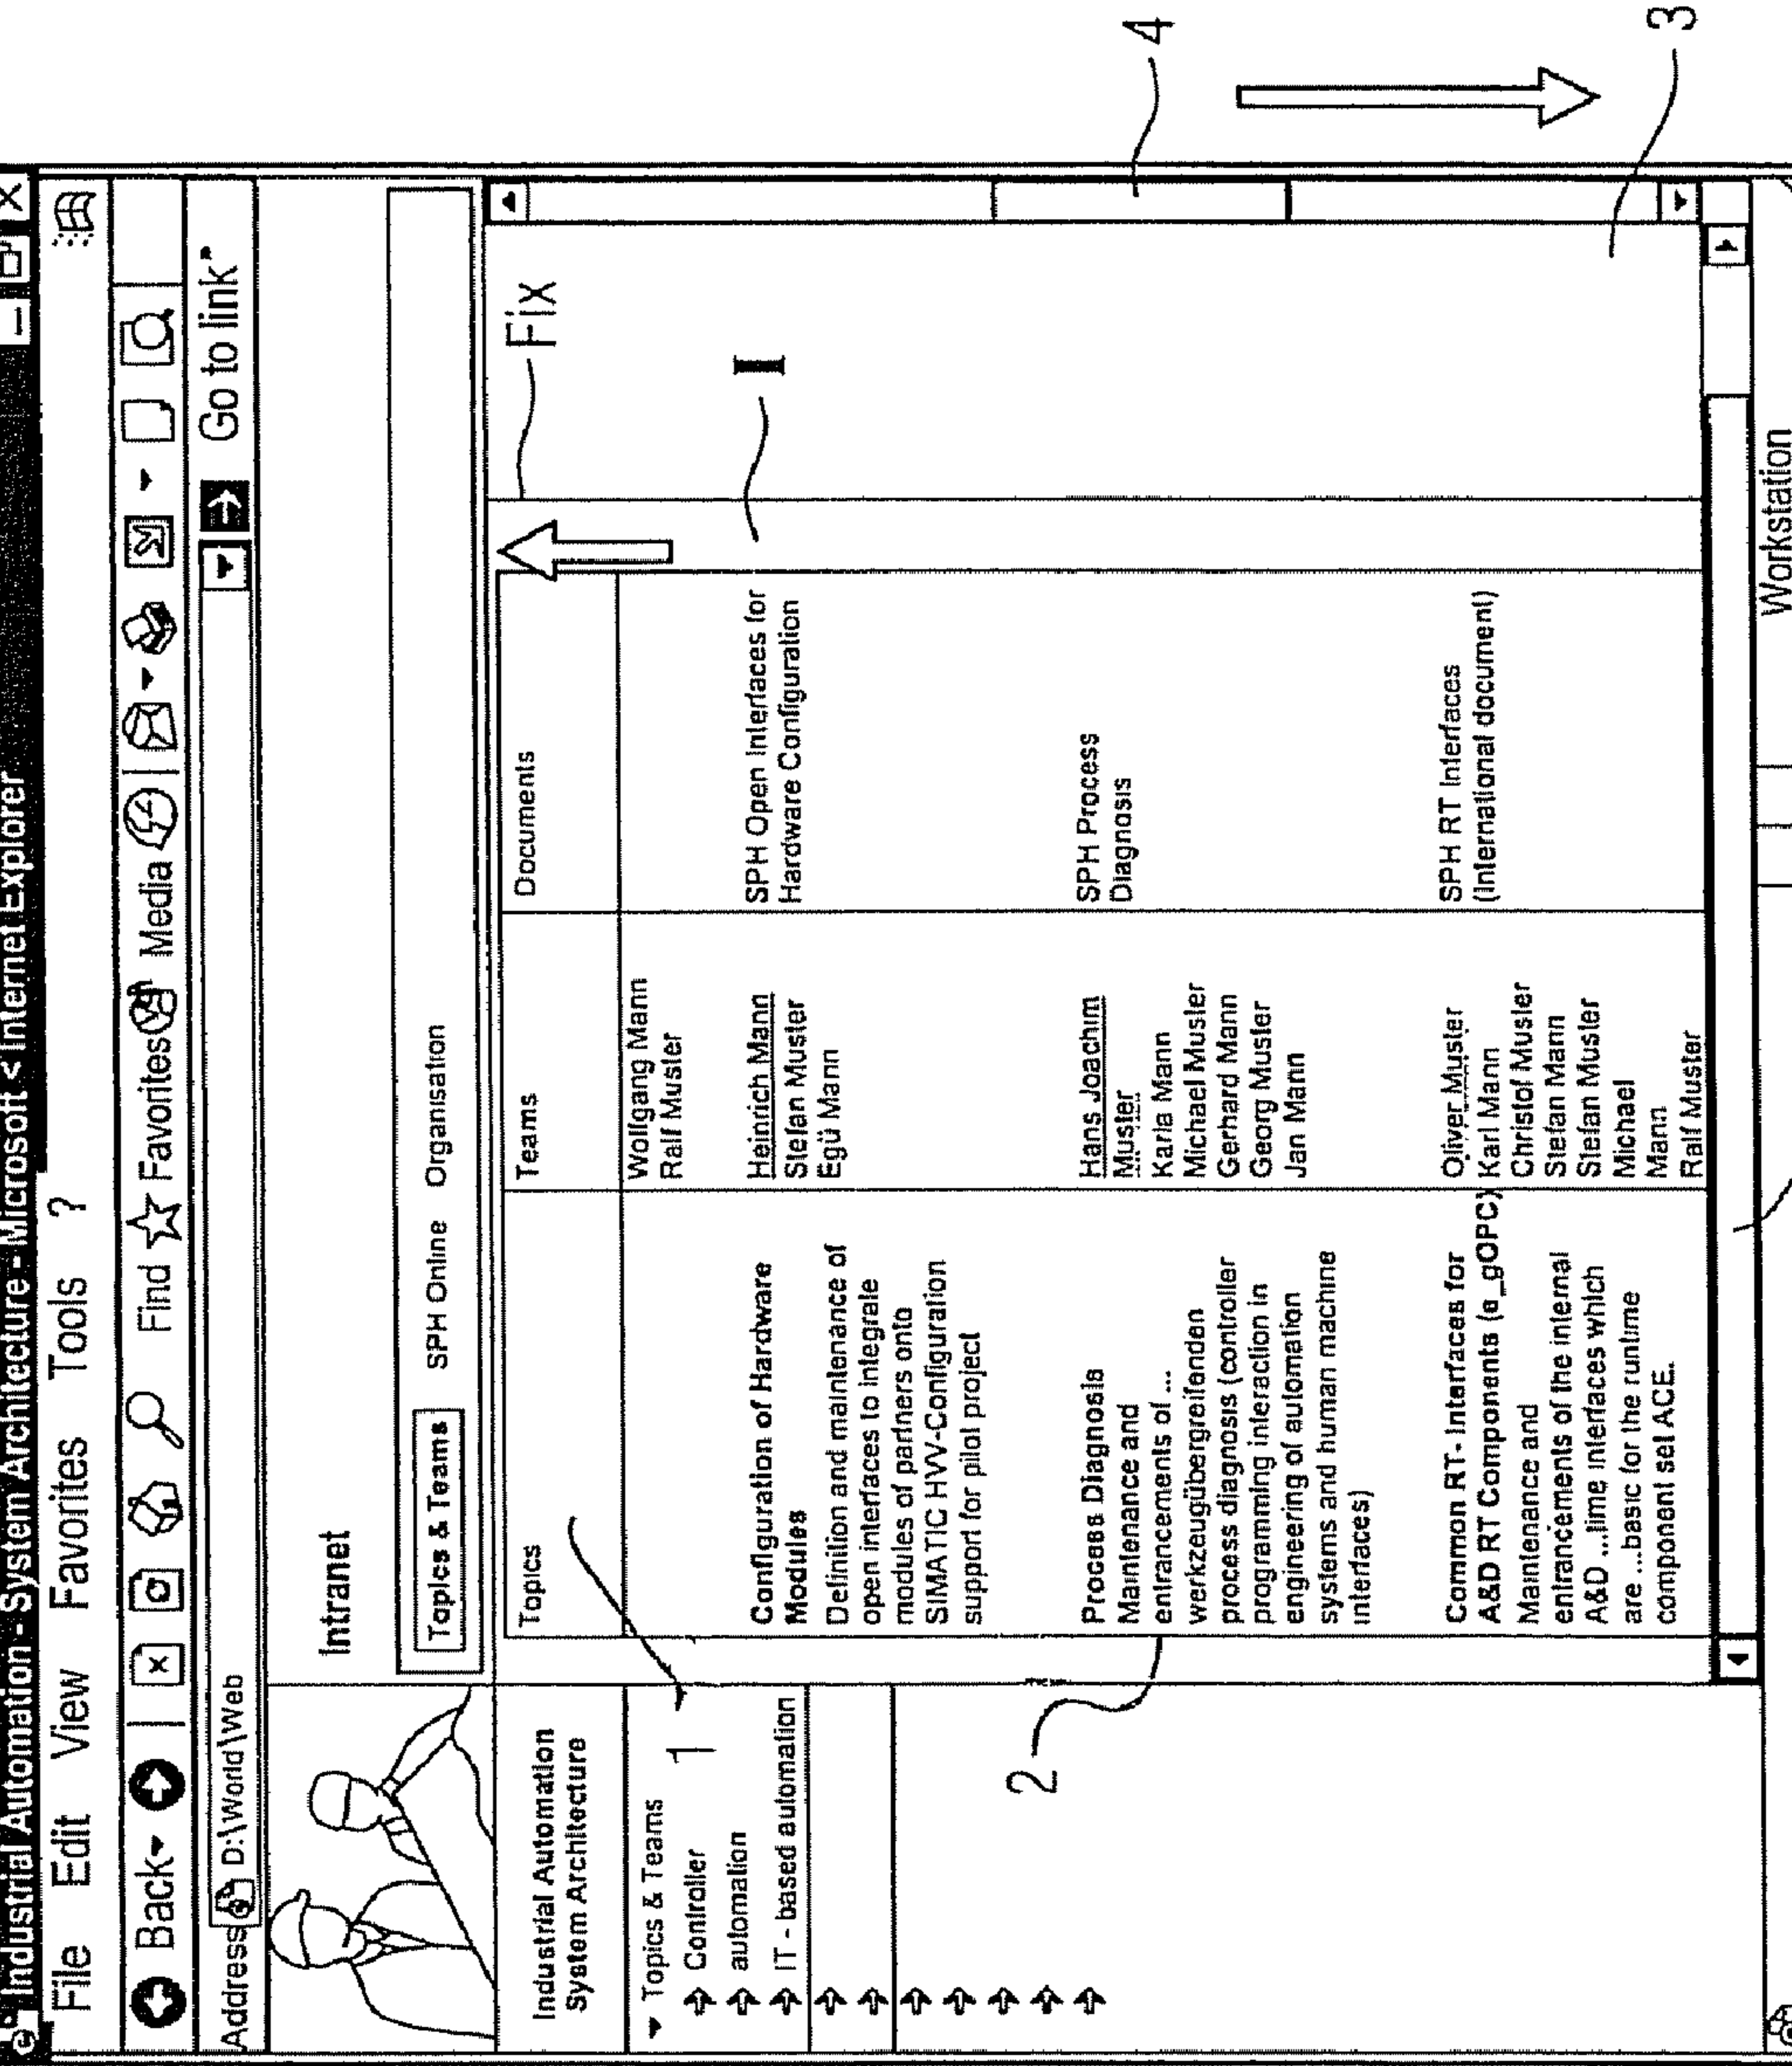 Industrial Automation - System Architecture - Microsoft < Internet Explorer
File Edit View Favorites Tools ?
Back Find Favorites Media
Address D:\World\Web Go to link"
Intranet
Topics & Teams SPH Online Organisation
Industrial Automation
System Architecture
Topics & Teams
Controller
automation
IT - based automation
1
2
Topics Teams Documents
Wolfgang Mann
Ralf Muster
Configuration of Hardware
Modules
Definition and maintenance of
open interfaces to integrate
modules of partners onto
SIMATIC HVV-Configuration
support for pilot project
Heinrich Mann
Stefan Muster
Egü Mann
SPH Open Interfaces for
Hardware Configuration
Process Diagnosis
Maintenance and
entrancements of ...
werkzeugübergreifenden
process diagnosis (controller
programming interaction in
engineering of automation
systems and human machine
interfaces)
Hans Joachim
Muster
Karla Mann
Michael Muster
Gerhard Mann
Georg Muster
Jan Mann
SPH Process
Diagnosis
Common RT- Interfaces for
A&D RT Components (e_gOPC)
Maintenance and
entrancements of the internal
A&D ...time interfaces which
are ...basic for the runtime
component set ACE.
Oliver Muster
Karl Mann
Christof Muster
Stefan Mann
Stefan Muster
Michael
Mann
Ralf Muster
SPH RT Interfaces
(International document)
Fix
I
4
3
Workstation